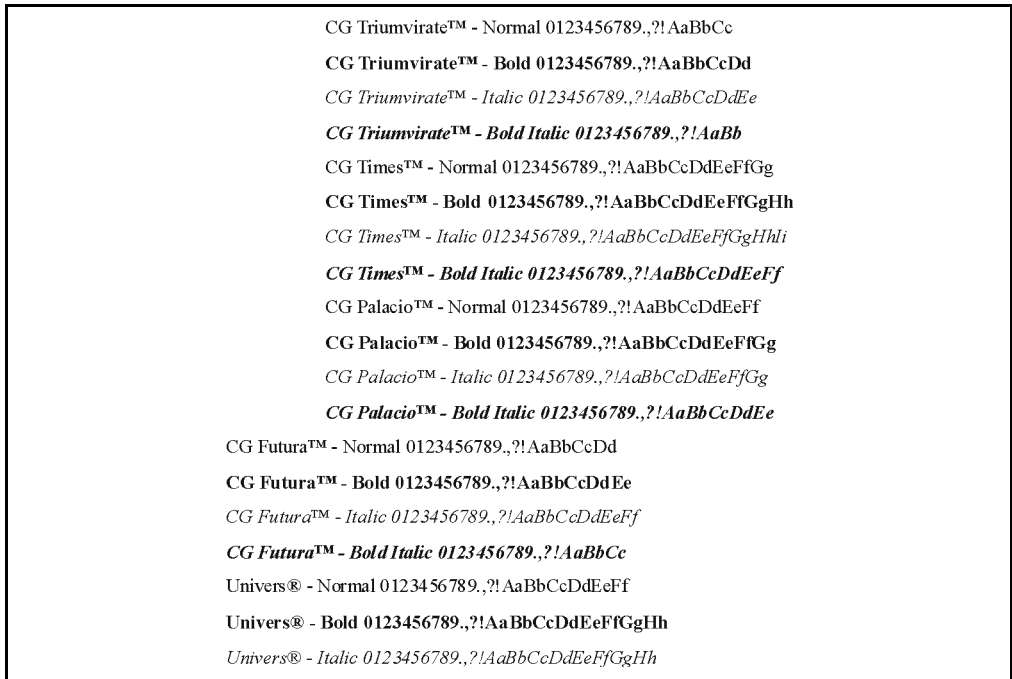 CG Triumvirate™ - Normal 0123456789.,?!AaBbCc
CG Triumvirate™ - Bold 0123456789.,?!AaBbCcDd
CG Triumvirate™ - Italic 0123456789.,?!AaBbCcDdEe
CG Triumvirate™ - Bold Italic 0123456789.,?!AaBb
CG Times™ - Normal 0123456789.,?!AaBbCcDdEeFfGg
CG Times™ - Bold 0123456789.,?!AaBbCcDdEeFfGgHh
CG Times™ - Italic 0123456789.,?!AaBbCcDdEeFfGgHhIi
CG Times™ - Bold Italic 0123456789.,?!AaBbCcDdEeFf
CG Palacio™ - Normal 0123456789.,?!AaBbCcDdEeFf
CG Palacio™ - Bold 0123456789.,?!AaBbCcDdEeFfGg
CG Palacio™ - Italic 0123456789.,?!AaBbCcDdEeFfGg
CG Palacio™ - Bold Italic 0123456789.,?!AaBbCcDdEe
CG Futura™ - Normal 0123456789.,?!AaBbCcDd
CG Futura™ - Bold 0123456789.,?!AaBbCcDdEe
CG Futura™ - Italic 0123456789.,?!AaBbCcDdEeFf
CG Futura™ - Bold Italic 0123456789.,?!AaBbCc
Univers® - Normal 0123456789.,?!AaBbCcDdEeFf
Univers® - Bold 0123456789.,?!AaBbCcDdEeFfGgHh
Univers® - Italic 0123456789.,?!AaBbCcDdEeFfGgHh